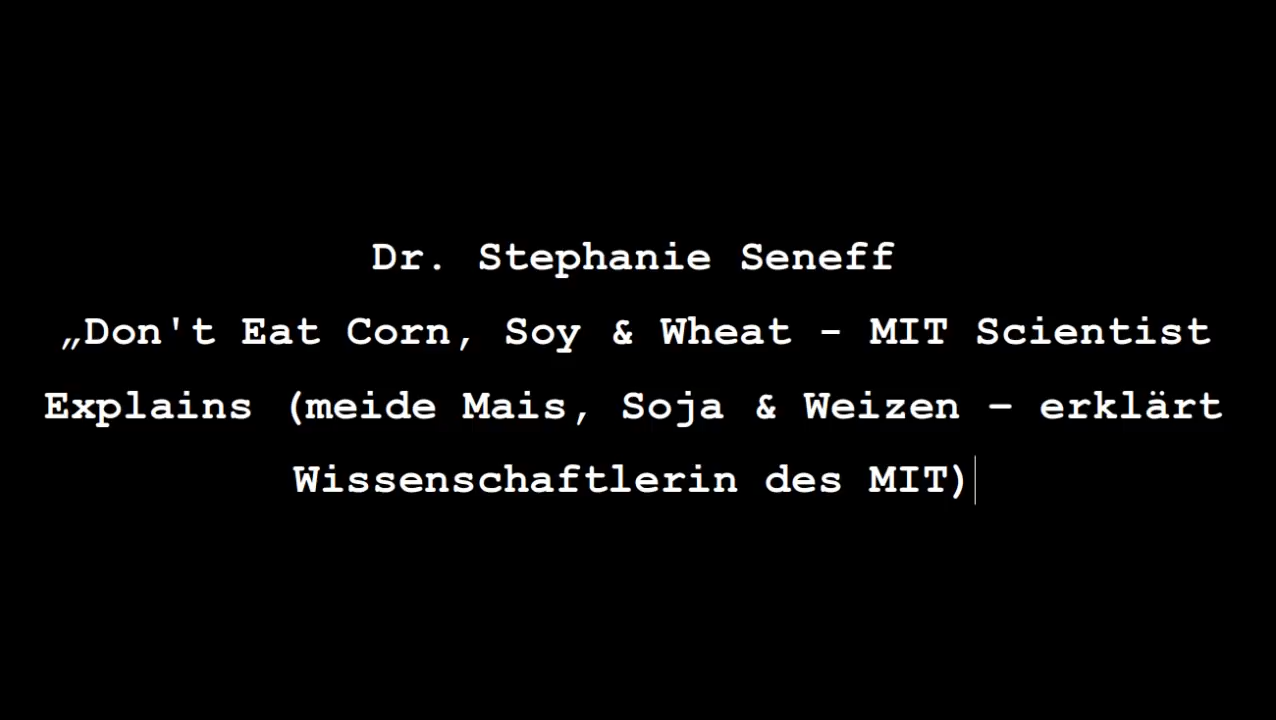 Dr. Stephanie Seneff
„Don't Eat Corn, Soy & Wheat - MIT Scientist
Explains (meide Mais, Soja & Weizen – erklärt
Wissenschaftlerin des MIT)